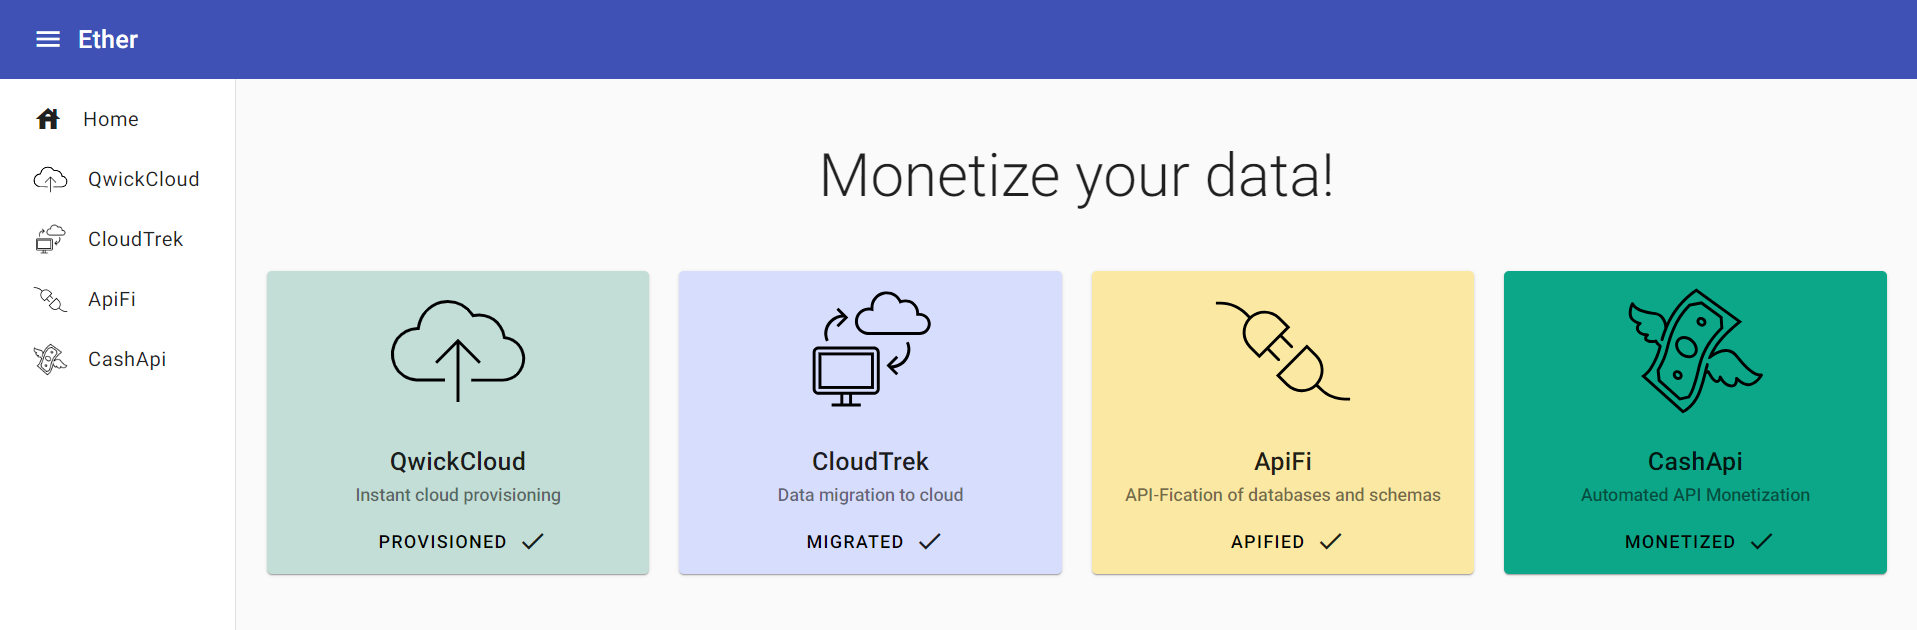 Ether
Home
QwickCloud
CloudTrek
ApiFi
CashApi
Monetize your data!
QwickCloud
Instant cloud provisioning
PROVISIONED
CloudTrek
Data migration to cloud
MIGRATED
ApiFi
API-Fication of databases and schemas
APIFIED
CashApi
Automated API Monetization
MONETIZED